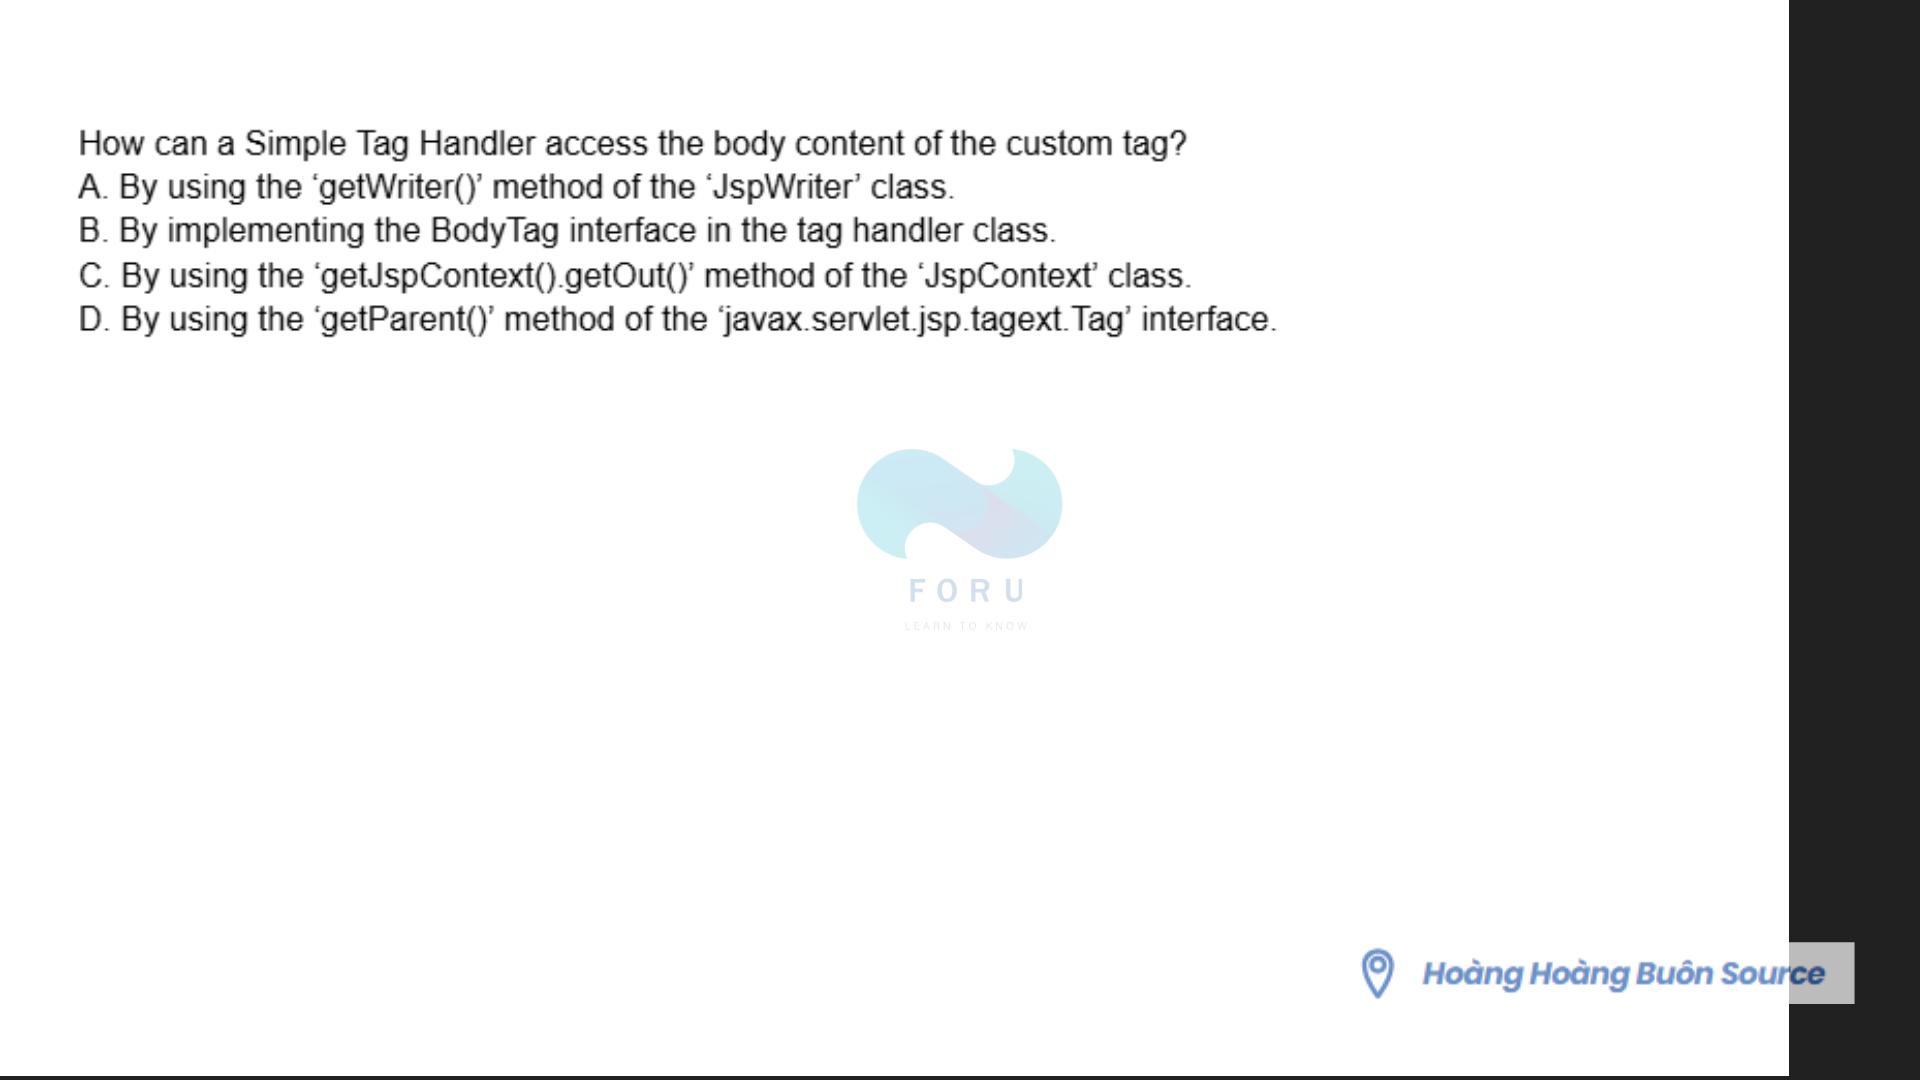 How can a Simple Tag Handler access the body content of the custom tag?
A. By using the ‘getWriter()’ method of the ‘JspWriter’ class.
B. By implementing the BodyTag interface in the tag handler class.
C. By using the ‘getJspContext().getOut()’ method of the ‘JspContext’ class.
D. By using the ‘getParent()’ method of the ‘javax.servlet.jsp.tagext.Tag’ interface.
FORU
LEARN TO KNOW
Hoàng Hoàng Buôn Source